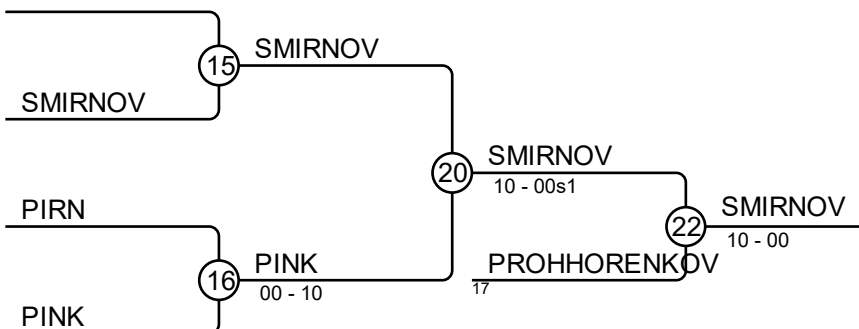 15
SMIRNOV
SMIRNOV
20
SMIRNOV
10 - 00s1
PIRN
22
SMIRNOV
10 - 00
16
PINK
00 - 10
PROHHORENKOV
17
PINK